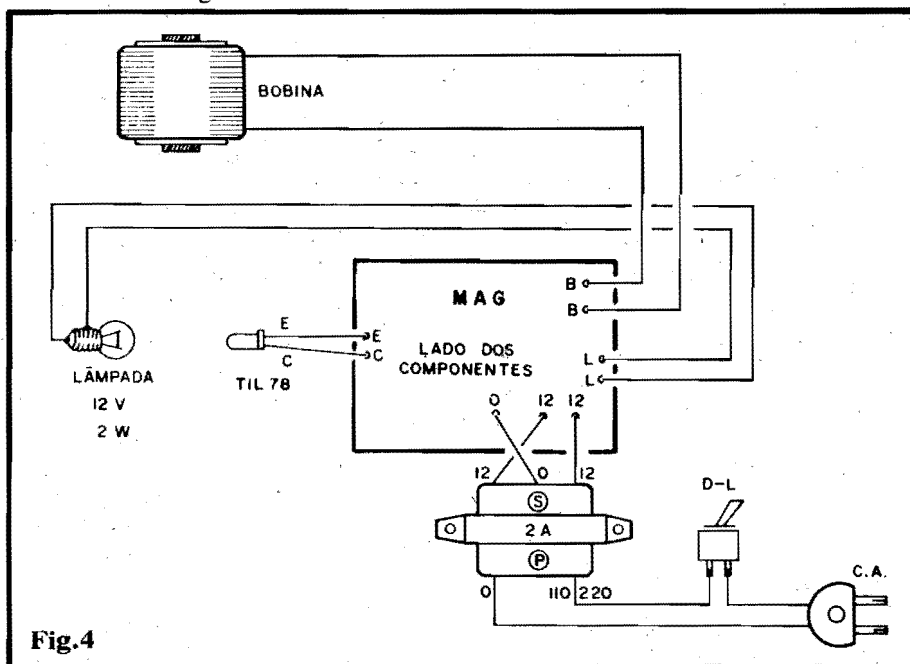 BOBINA
MAG
B
B
E
E
C
C
LADO DOS
COMPONENTES
L
L
LÂMPADA
12 V
2 W
TIL 78
0 12 12
12 0 12
S
2 A
P
D-L
C.A.
0 110 220
Fig.4